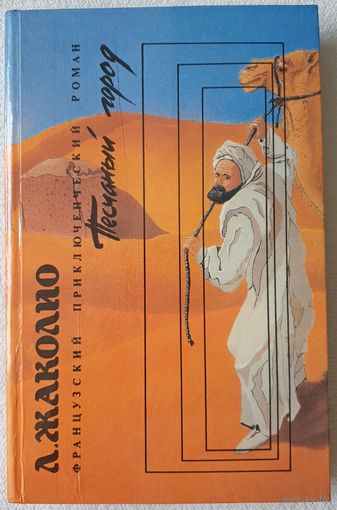 Л. ЖАКОЛИО
ФРАНЦУЗСКИЙ ПРИКЛЮЧЕНЧЕСКИЙ РОМАН
Песчаный город